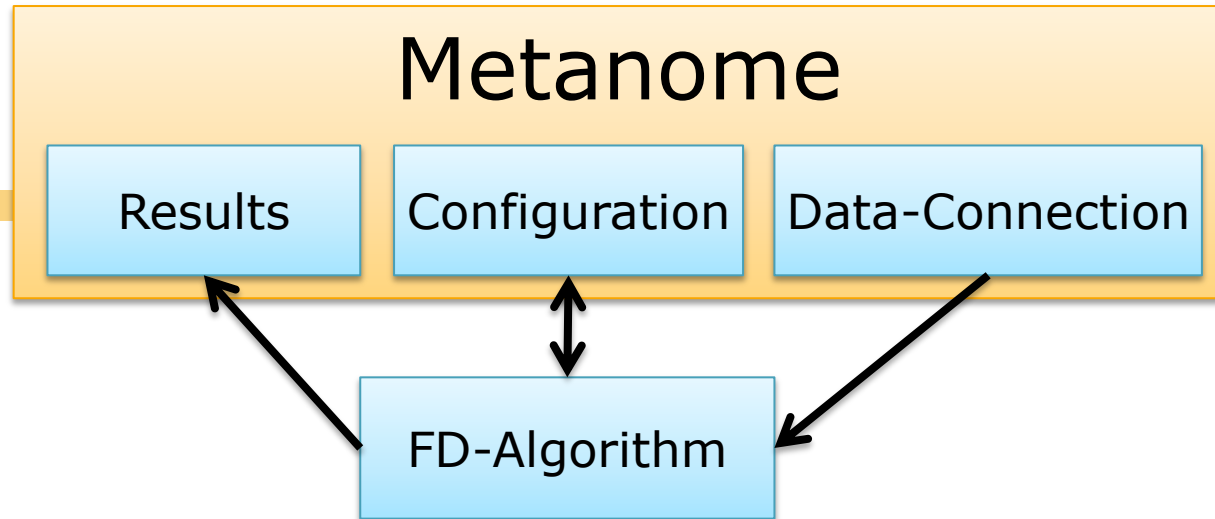 Metanome
Results
Configuration
Data-Connection
FD-Algorithm